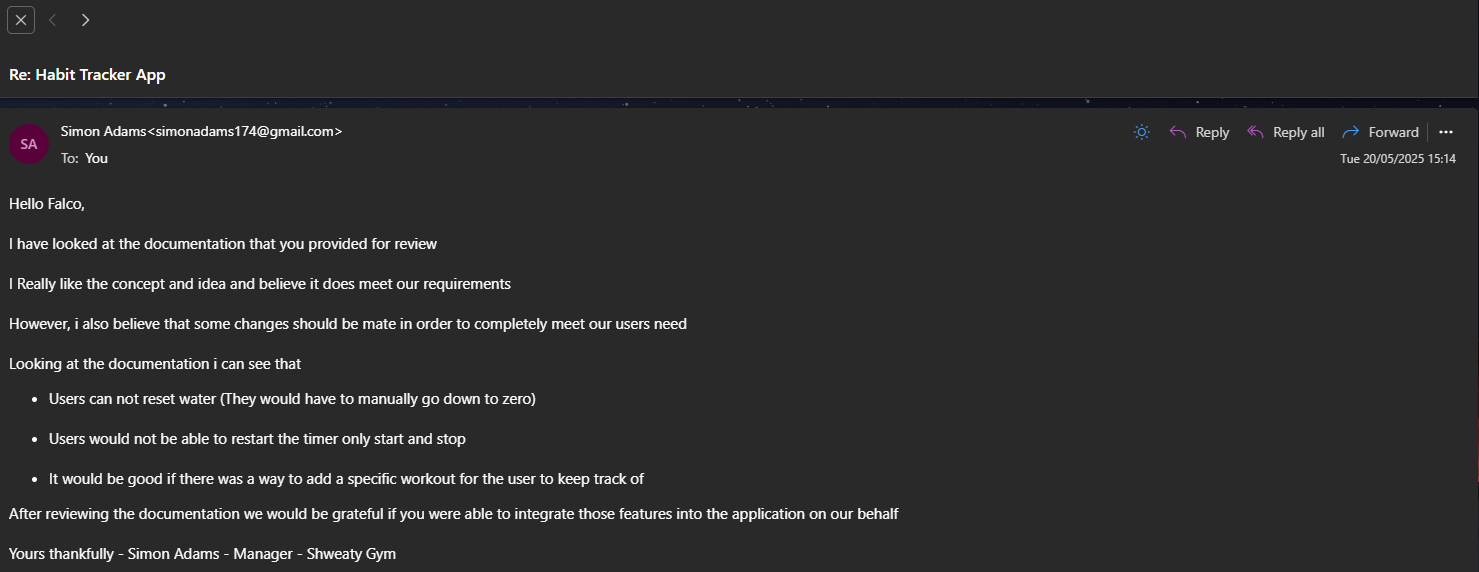 Re: Habit Tracker App
SA
Simon Adams<simonadams174@gmail.com>
To: You
Reply
Reply all
Forward
Tue 20/05/2025 15:14
Hello Falco,
I have looked at the documentation that you provided for review
I Really like the concept and idea and believe it does meet our requirements
However, i also believe that some changes should be mate in order to completely meet our users need
Looking at the documentation i can see that
• Users can not reset water (They would have to manually go down to zero)
• Users would not be able to restart the timer only start and stop
• It would be good if there was a way to add a specific workout for the user to keep track of
After reviewing the documentation we would be grateful if you were able to integrate those features into the application on our behalf
Yours thankfully - Simon Adams - Manager - Shweaty Gym